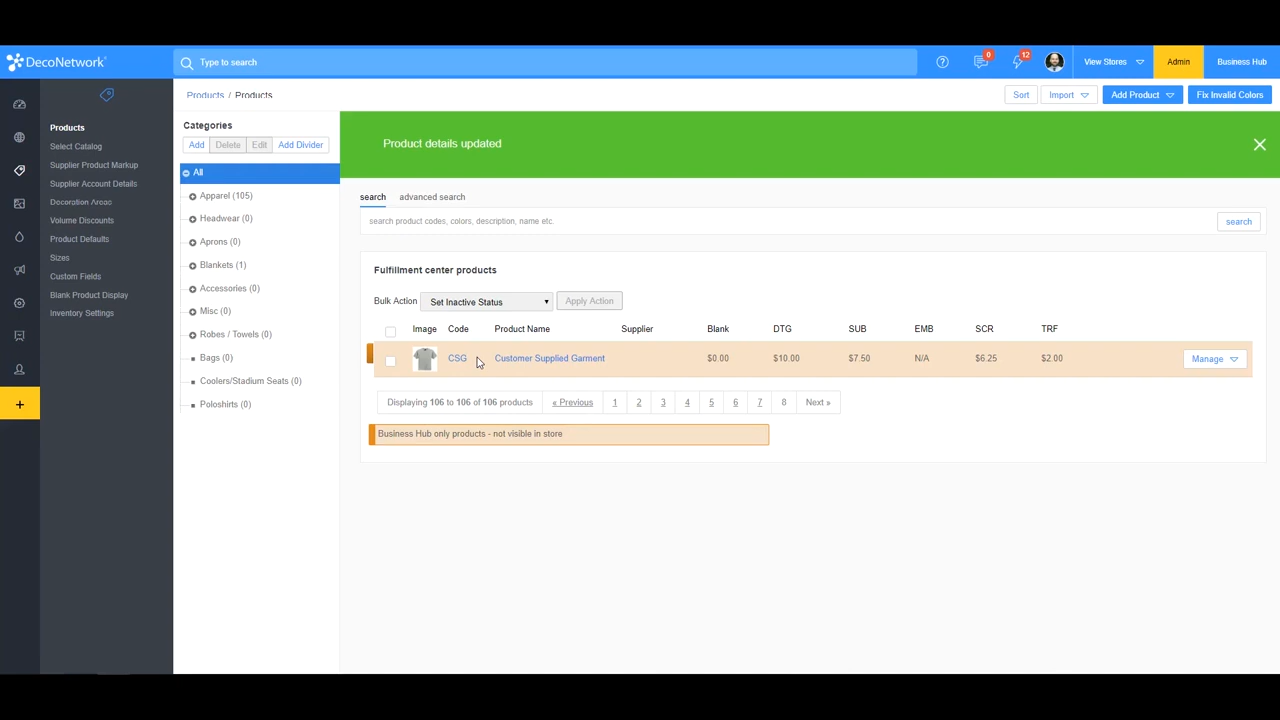 DecoNetwork
Type to search
0
12
View Stores
Admin
Business Hub
Products / Products
Sort
Import
Add Product
Fix Invalid Colors
Products
Select Catalog
Supplier Product Markup
Supplier Account Details
Decoration Areas
Volume Discounts
Product Defaults
Sizes
Custom Fields
Blank Product Display
Inventory Settings
Categories
Add
Delete
Edit
Add Divider
All
Apparel (105)
Headwear (0)
Aprons (0)
Blankets (1)
Accessories (0)
Misc (0)
Robes / Towels (0)
Bags (0)
Coolers/Stadium Seats (0)
Poloshirts (0)
Product details updated
search
advanced search
search product codes, colors, description, name etc.
search
Fulfillment center products
Bulk Action
Set Inactive Status
Apply Action
Image Code Product Name Supplier Blank DTG SUB EMB SCR TRF
CSG Customer Supplied Garment $0.00 $10.00 $7.50 N/A $6.25 $2.00 Manage
Displaying 106 to 106 of 106 products « Previous 1 2 3 4 5 6 7 8 Next »
Business Hub only products - not visible in store